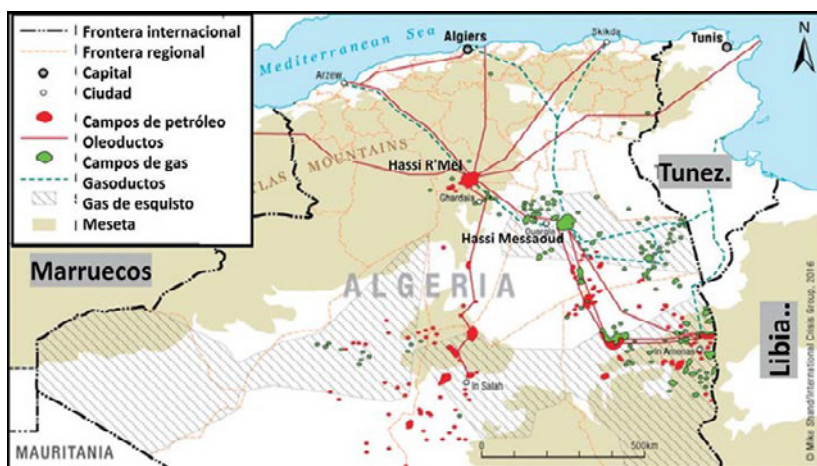 Frontera internacional
Frontera regional
Capital
Ciudad
Campos de petróleo
Oleoductos
Campos de gas
Gasoductos
Gas de esquisto
Meseta
Mediterranean Sea
Algiers
Skikda
Tunis
N
Arzew
ATLAS MOUNTAINS
Hassi R'Mel
Ghardaia
Tunez.
Ouargla
Hassi Messaoud
Marruecos
ALGERIA
Libia..
In Amenas
In Salah
MAURITANIA
0
500km
© Mike Shand/International Crisis Group, 2016